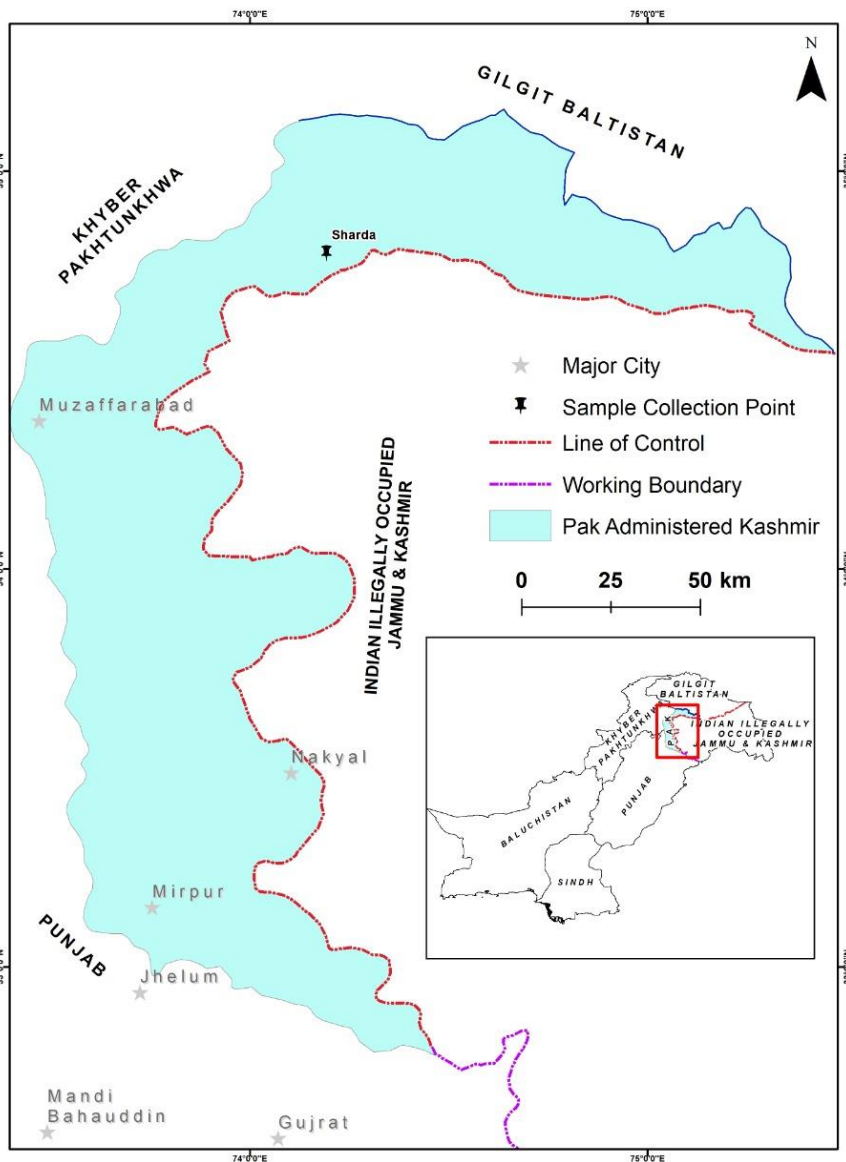 74°0'0"E
75°0'0"E
N
GILGIT BALTISTAN
KHYBER
PAKHTUNKHWA
Sharda
Major City
Sample Collection Point
Line of Control
Working Boundary
Pak Administered Kashmir
Muzaffarabad
INDIAN ILLEGALLY OCCUPIED
JAMMU & KASHMIR
0 25 50 km
GILGIT
BALTISTAN
KHYBER
PAKHTUNKHWA
PAK
INDIAN ILLEGALLY
OCCUPIED
JAMMU & KASHMIR
PUNJAB
BALUCHISTAN
SINDH
Nakyal
Mirpur
PUNJAB
Jhelum
Mandi
Bahauddin
Gujrat
74°0'0"E
75°0'0"E